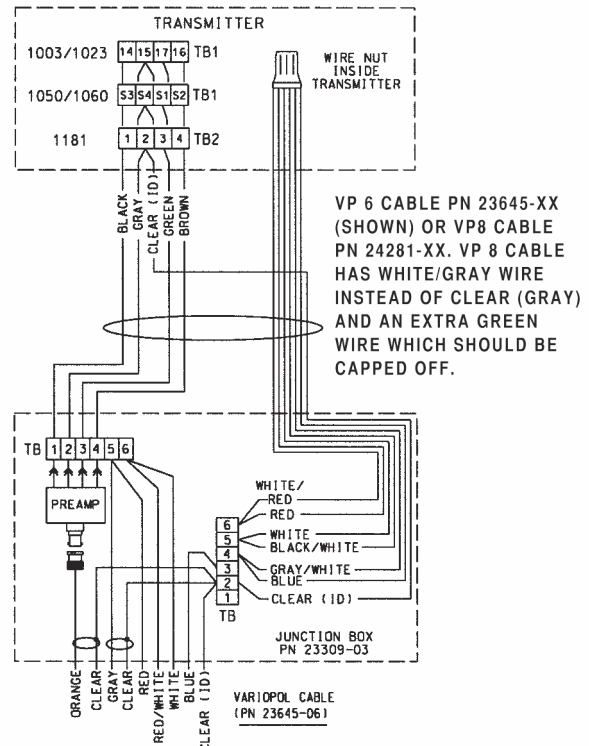 TRANSMITTER
1003/1023 14 15 17 16 TB1
1050/1060 S3 S4 S1 S2 TB1
1181 1 2 3 4 TB2
WIRE NUT
INSIDE
TRANSMITTER
BLACK
GRAY
CLEAR (ID)
GREEN
BROWN
VP 6 CABLE PN 23645-XX
(SHOWN) OR VP8 CABLE
PN 24281-XX. VP 8 CABLE
HAS WHITE/GRAY WIRE
INSTEAD OF CLEAR (GRAY)
AND AN EXTRA GREEN
WIRE WHICH SHOULD BE
CAPPED OFF.
TB 1 2 3 4 5 6
PREAMP
WHITE/
RED
RED
WHITE
BLACK/WHITE
GRAY/WHITE
BLUE
CLEAR (ID)
6
5
4
3
2
1
TB
JUNCTION BOX
PN 23309-03
ORANGE
CLEAR
GRAY
CLEAR
RED
RED/WHITE
WHITE
BLUE
CLEAR (ID)
VARIOPOL CABLE
(PN 23645-06)